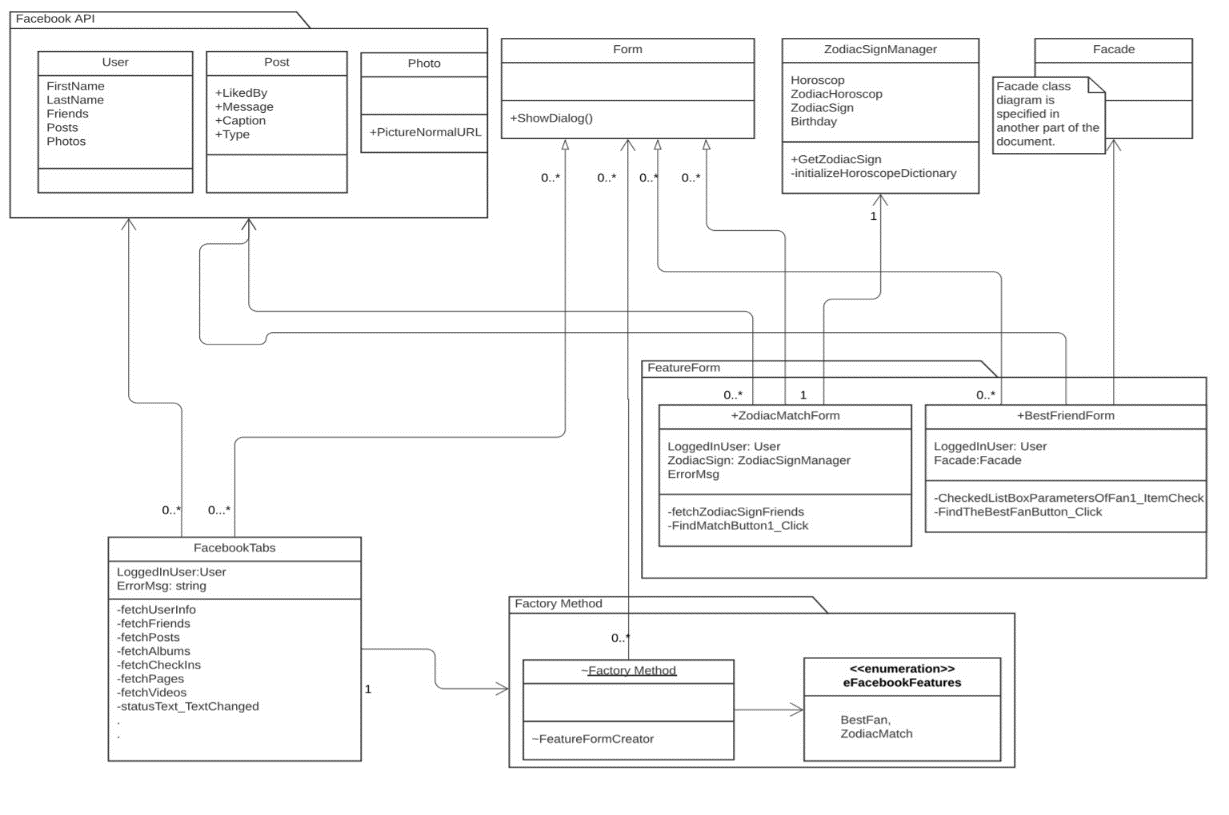 Facebook API
User
FirstName
LastName
Friends
Posts
Photos
Post
+LikedBy
+Message
+Caption
+Type
Photo
+PictureNormalURL
Form
+ShowDialog()
ZodiacSignManager
Horoscop
ZodiacHoroscop
ZodiacSign
Birthday
+GetZodiacSign
-initializeHoroscopeDictionary
Facade
Facade class
diagram is
specified in
another part of the
document.
0..*
0..*
0..*
0..*
1
FeatureForm
0..*
1
0..*
+ZodiacMatchForm
LoggedInUser: User
ZodiacSign: ZodiacSignManager
ErrorMsg
-fetchZodiacSignFriends
-FindMatchButton1_Click
+BestFriendForm
LoggedInUser: User
Facade:Facade
-CheckedListBoxParametersOfFan1_ItemCheck
-FindTheBestFanButton_Click
0..*
0...*
FacebookTabs
LoggedInUser:User
ErrorMsg: string
-fetchUserInfo
-fetchFriends
-fetchPosts
-fetchAlbums
-fetchCheckIns
-fetchPages
-fetchVideos
-statusText_TextChanged
.
.
1
Factory Method
0..*
~Factory Method
~FeatureFormCreator
<<enumeration>>
eFacebookFeatures
BestFan,
ZodiacMatch